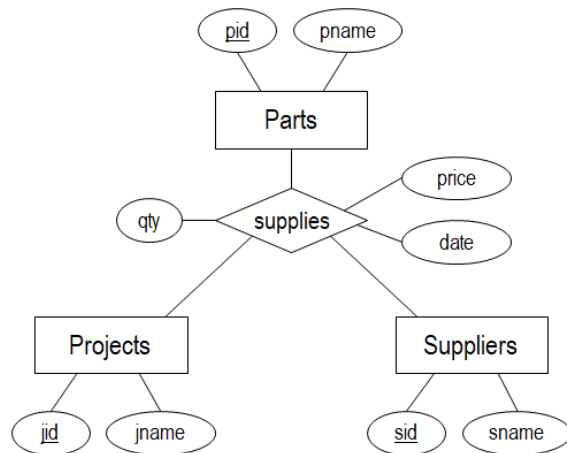 pid
pname
Parts
price
qty
supplies
date
Projects
Suppliers
jid
jname
sid
sname